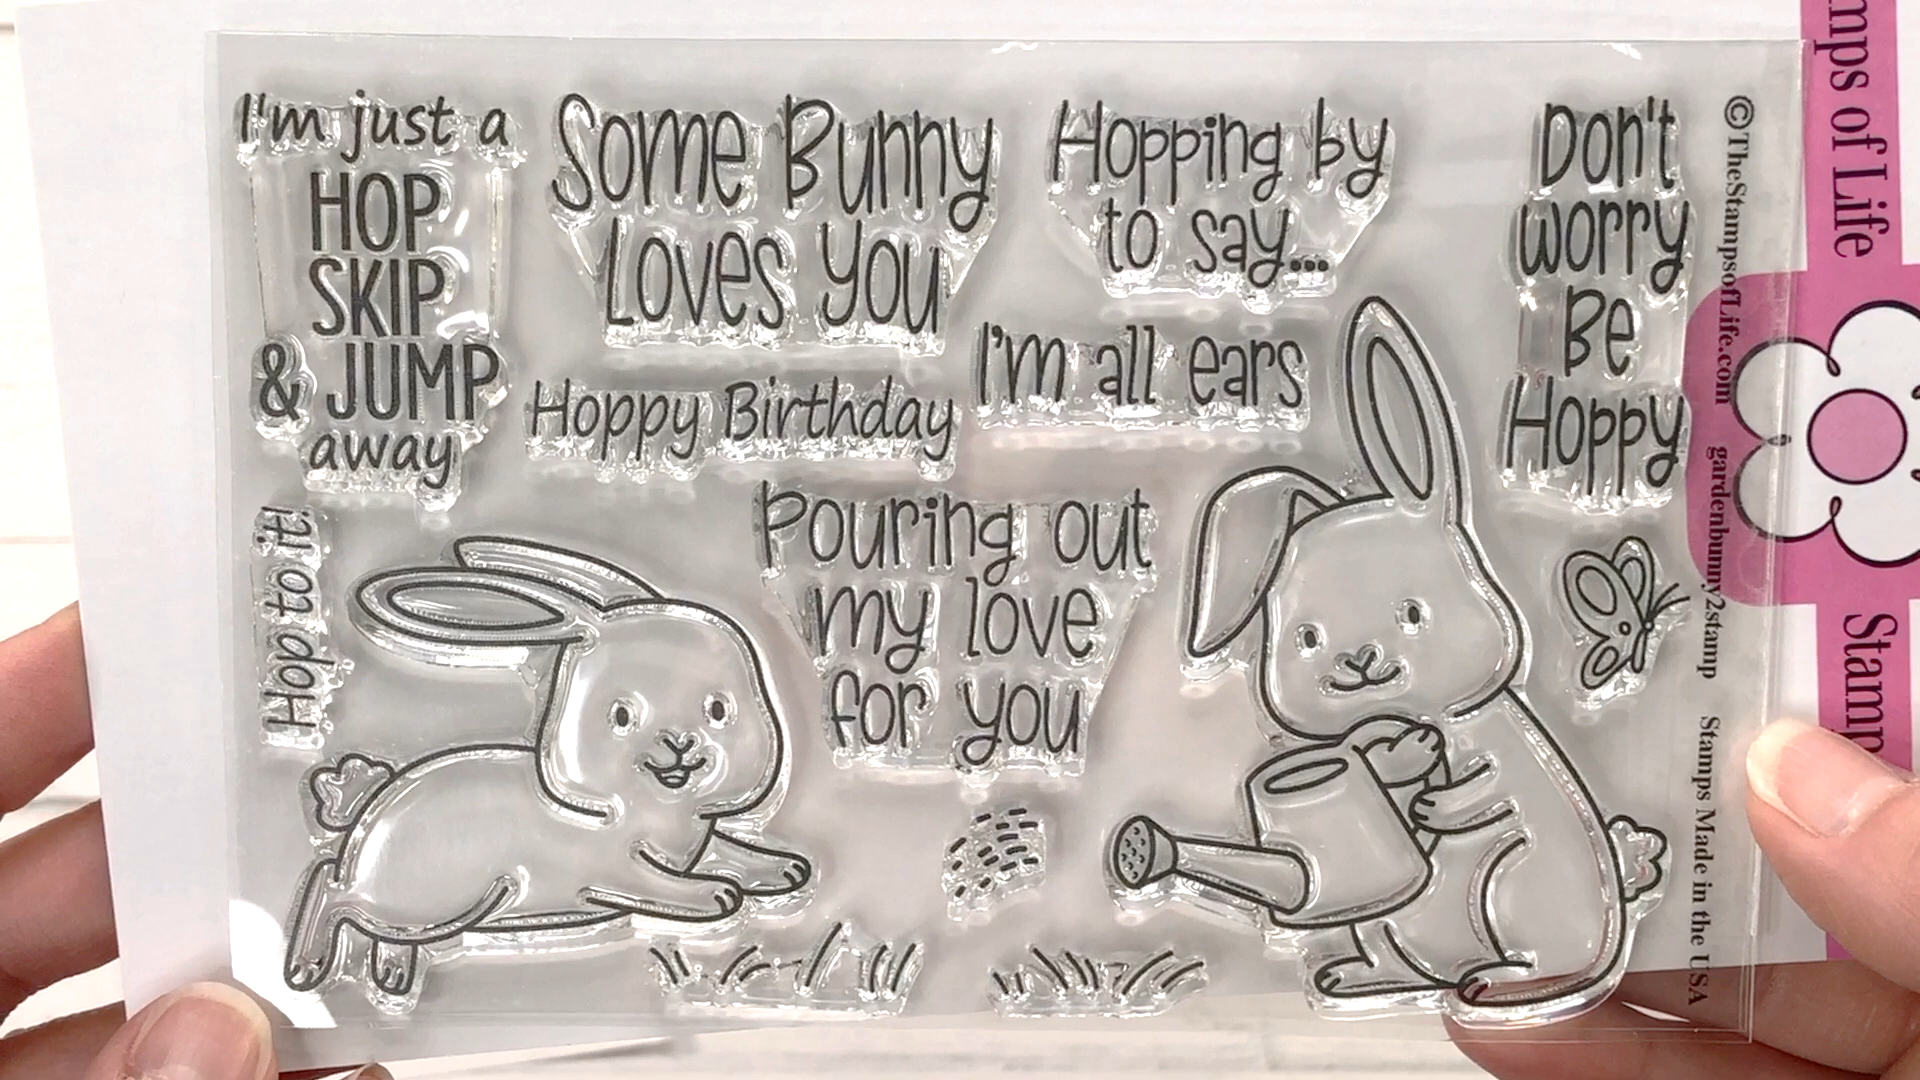 I'm just a
HOP
SKIP
& JUMP
away
Some Bunny
Loves You
Hopping by
to say...
Don't
worry
Be
Hoppy
I'm all ears
Hoppy Birthday
Pouring out
my love
for you
Hop to it!
©TheStampsofLife.com gardenbunny2stamp Stamps Made in the USA
mps of Life
Stamp